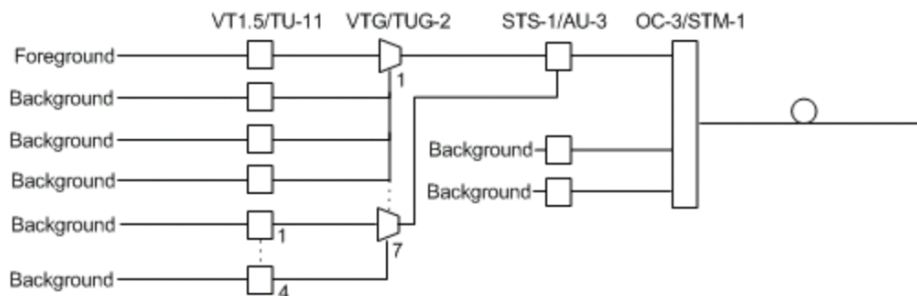 VT1.5/TU-11 VTG/TUG-2 STS-1/AU-3 OC-3/STM-1
Foreground
1
Background
Background
Background
Background
Background
Background
1
7
Background
4